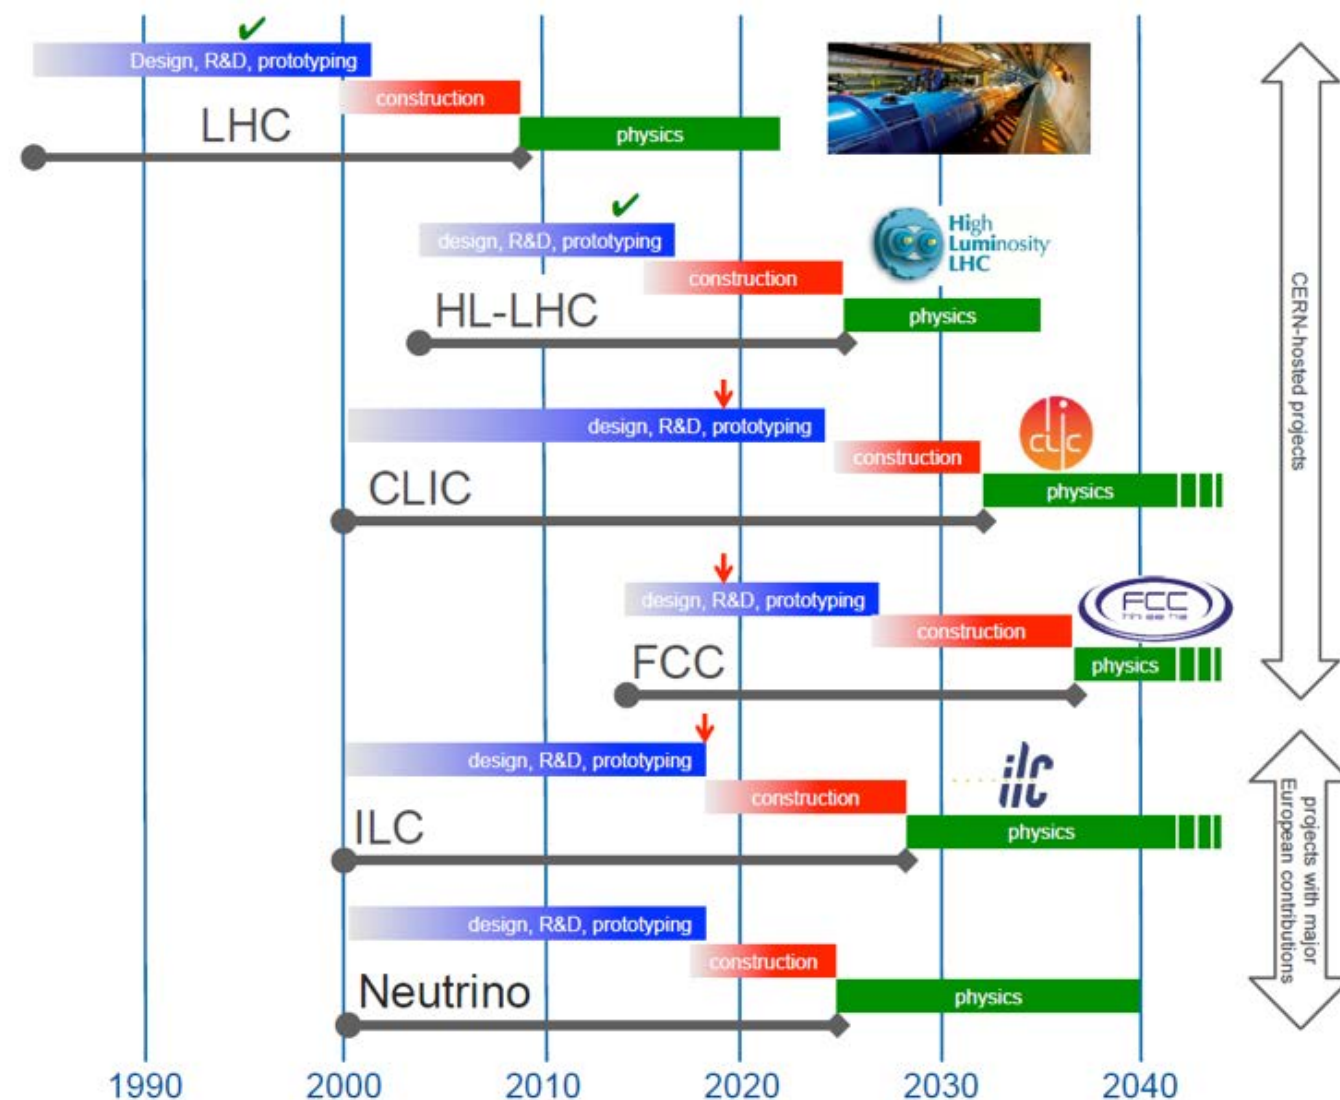 Design, R&D, prototyping
construction
LHC
physics
design, R&D, prototyping
High
Luminosity
LHC
construction
HL-LHC
physics
design, R&D, prototyping
construction
CLIC
CLIC
physics
design, R&D, prototyping
FCC
construction
FCC
physics
design, R&D, prototyping
ilc
construction
ILC
physics
design, R&D, prototyping
construction
Neutrino
physics
CERN-hosted projects
projects with major
European contributions
1990 2000 2010 2020 2030 2040